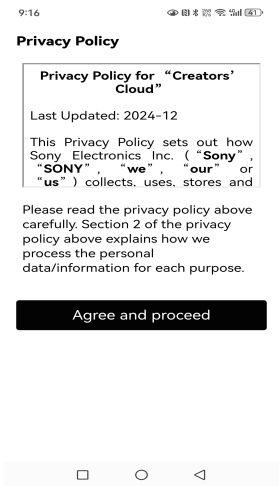 9:16
41
Privacy Policy
Privacy Policy for “Creators’
Cloud”
Last Updated: 2024-12
This Privacy Policy sets out how
Sony Electronics Inc. (“Sony”,
“SONY”, “we”, “our” or
“us”) collects, uses, stores and
Please read the privacy policy above
carefully. Section 2 of the privacy
policy above explains how we
process the personal
data/information for each purpose.
Agree and proceed